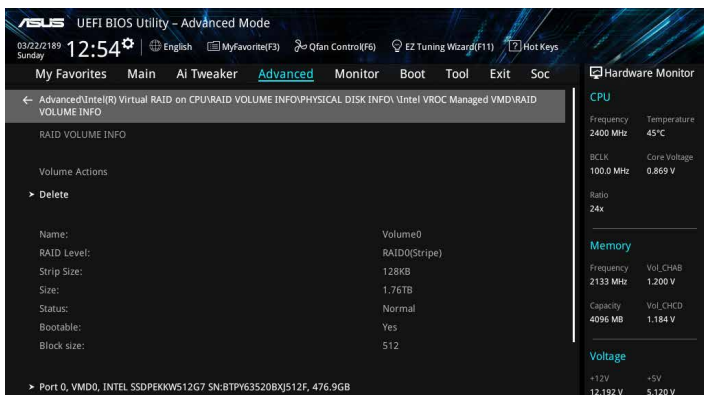 ASUS UEFI BIOS Utility – Advanced Mode
03/22/2189 Sunday 12:54 English MyFavorite(F3) Qfan Control(F6) EZ Tuning Wizard(F11) ? Hot Keys
My Favorites Main Ai Tweaker Advanced Monitor Boot Tool Exit Soc
← Advanced\Intel(R) Virtual RAID on CPU\RAID VOLUME INFO\PHYSICAL DISK INFO\ \Intel VROC Managed VMD\RAID
VOLUME INFO
RAID VOLUME INFO
Volume Actions
> Delete
Name: Volume0
RAID Level: RAID0(Stripe)
Strip Size: 128KB
Size: 1.76TB
Status: Normal
Bootable: Yes
Block size: 512
> Port 0, VMD0, INTEL SSDPEKKW512G7 SN:BTPY63520BXJ512F, 476.9GB
Hardware Monitor
CPU
Frequency Temperature
2400 MHz 45°C
BCLK Core Voltage
100.0 MHz 0.869 V
Ratio
24x
Memory
Frequency Vol_CHAB
2133 MHz 1.200 V
Capacity Vol_CHCD
4096 MB 1.184 V
Voltage
+12V +5V
12.192 V 5.120 V